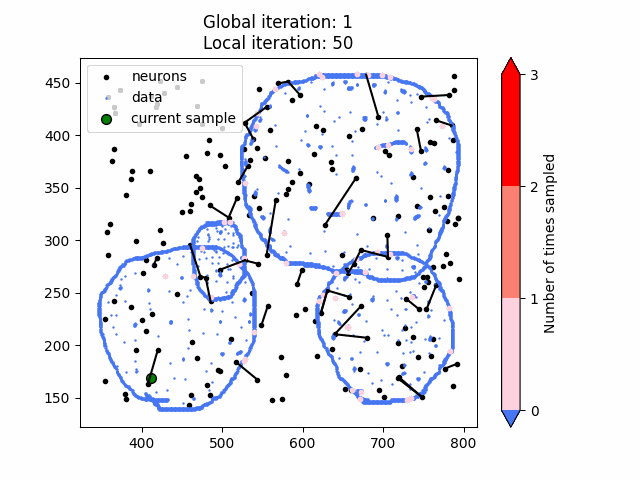 Global iteration: 1
Local iteration: 50
neurons
data
current sample
450
400
350
300
250
200
150
400
500
600
700
800
3
2
1
0
Number of times sampled